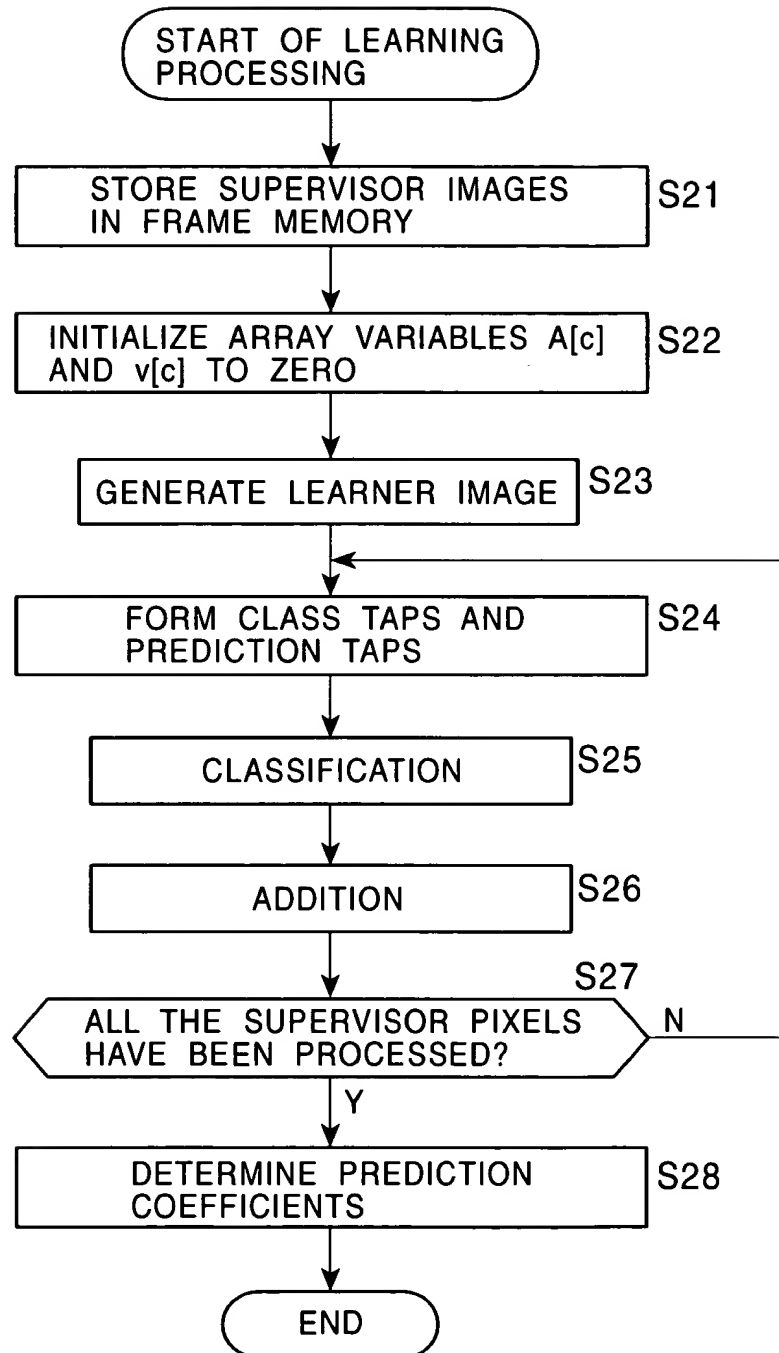 START OF LEARNING
PROCESSING
STORE SUPERVISOR IMAGES
IN FRAME MEMORY
S21
INITIALIZE ARRAY VARIABLES A[c]
AND v[c] TO ZERO
S22
GENERATE LEARNER IMAGE
S23
FORM CLASS TAPS AND
PREDICTION TAPS
S24
CLASSIFICATION
S25
ADDITION
S26
S27
ALL THE SUPERVISOR PIXELS
HAVE BEEN PROCESSED?
N
Y
DETERMINE PREDICTION
COEFFICIENTS
S28
END